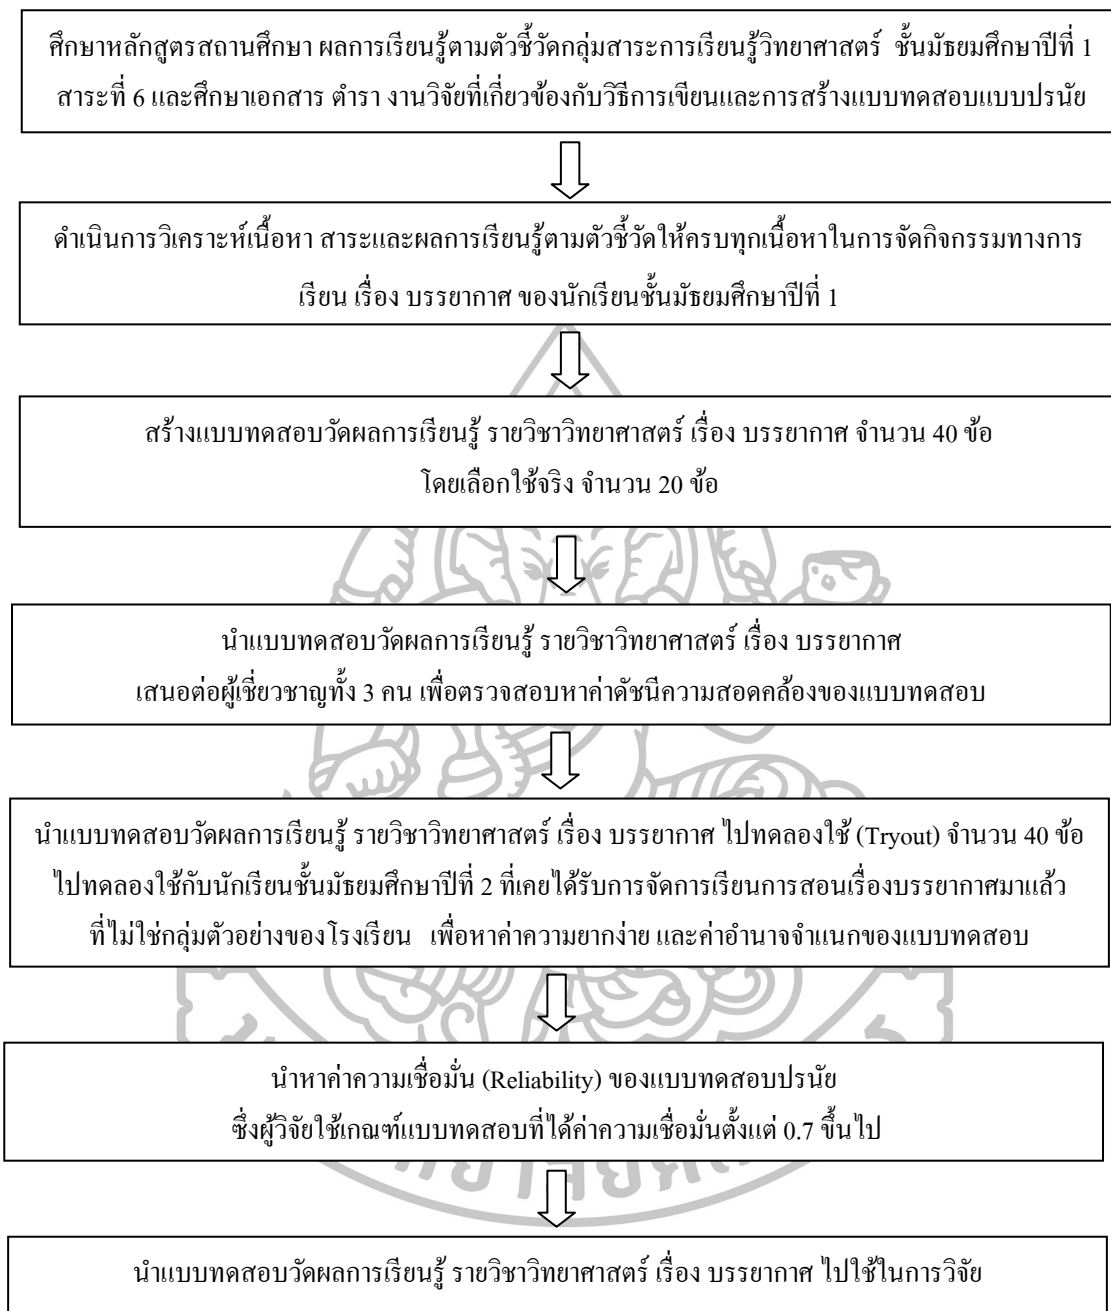 ศึกษาหลักสูตรสถานศึกษา ผลการเรียนรู้ตามตัวชี้วัดกลุ่มสาระการเรียนรู้วิทยาศาสตร์ ชั้นมัธยมศึกษาปีที่ 1
สาระที่ 6 และศึกษาเอกสาร ตำรา งานวิจัยที่เกี่ยวข้องกับวิธีการเขียนและการสร้างแบบทดสอบแบบปรนัย
ดำเนินการวิเคราะห์เนื้อหา สาระและผลการเรียนรู้ตามตัวชี้วัดให้ครบทุกเนื้อหาในการจัดกิจกรรมทางการ
เรียน เรื่อง บรรยากาศ ของนักเรียนชั้นมัธยมศึกษาปีที่ 1
สร้างแบบทดสอบวัดผลการเรียนรู้ รายวิชาวิทยาศาสตร์ เรื่อง บรรยากาศ จำนวน 40 ข้อ
โดยเลือกใช้จริง จำนวน 20 ข้อ
นำแบบทดสอบวัดผลการเรียนรู้ รายวิชาวิทยาศาสตร์ เรื่อง บรรยากาศ
เสนอต่อผู้เชี่ยวชาญทั้ง 3 คน เพื่อตรวจสอบหาค่าดัชนีความสอดคล้องของแบบทดสอบ
นำแบบทดสอบวัดผลการเรียนรู้ รายวิชาวิทยาศาสตร์ เรื่อง บรรยากาศ ไปทดลองใช้ (Tryout) จำนวน 40 ข้อ
ไปทดลองใช้กับนักเรียนชั้นมัธยมศึกษาปีที่ 2 ที่เคยได้รับการจัดการเรียนการสอนเรื่องบรรยากาศมาแล้ว
ที่ไม่ใช่กลุ่มตัวอย่างของโรงเรียน เพื่อหาค่าความยากง่าย และค่าอำนาจจำแนกของแบบทดสอบ
นำหาค่าความเชื่อมั่น (Reliability) ของแบบทดสอบปรนัย
ซึ่งผู้วิจัยใช้เกณฑ์แบบทดสอบที่ได้ค่าความเชื่อมั่นตั้งแต่ 0.7 ขึ้นไป
นำแบบทดสอบวัดผลการเรียนรู้ รายวิชาวิทยาศาสตร์ เรื่อง บรรยากาศ ไปใช้ในการวิจัย